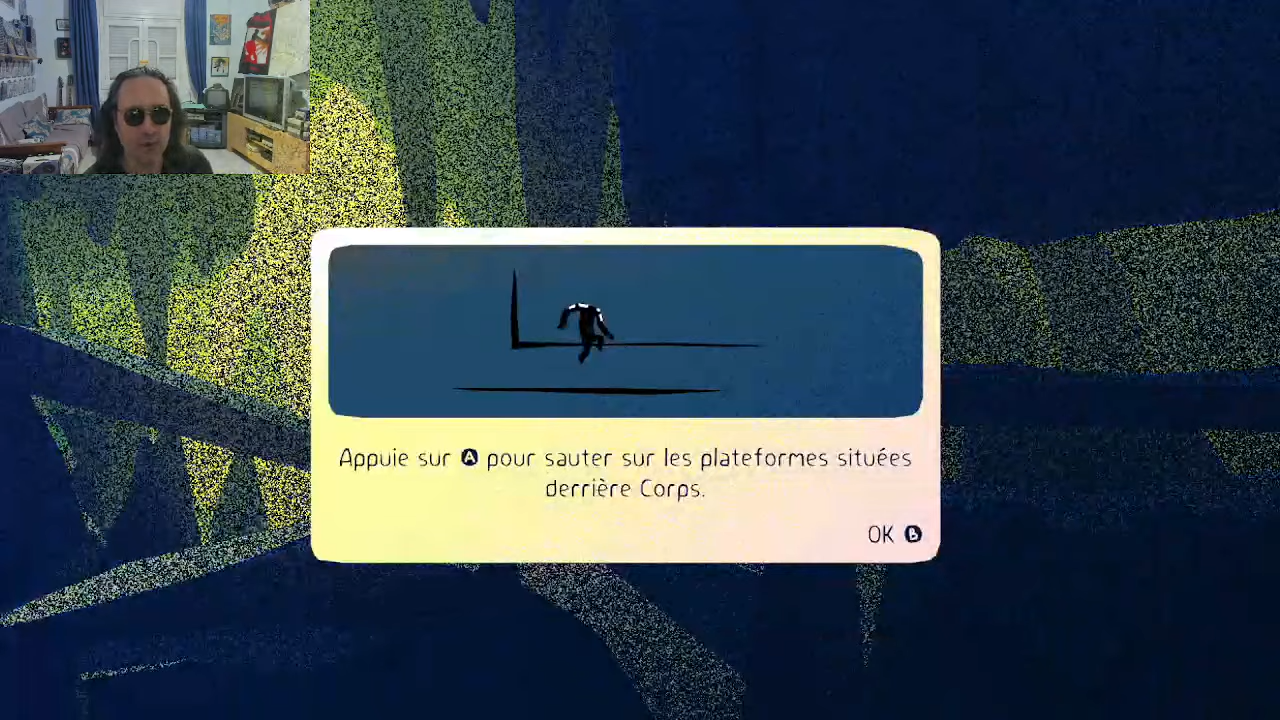 Appuie sur A pour sauter sur les plateformes situées
derrière Corps.
OK B